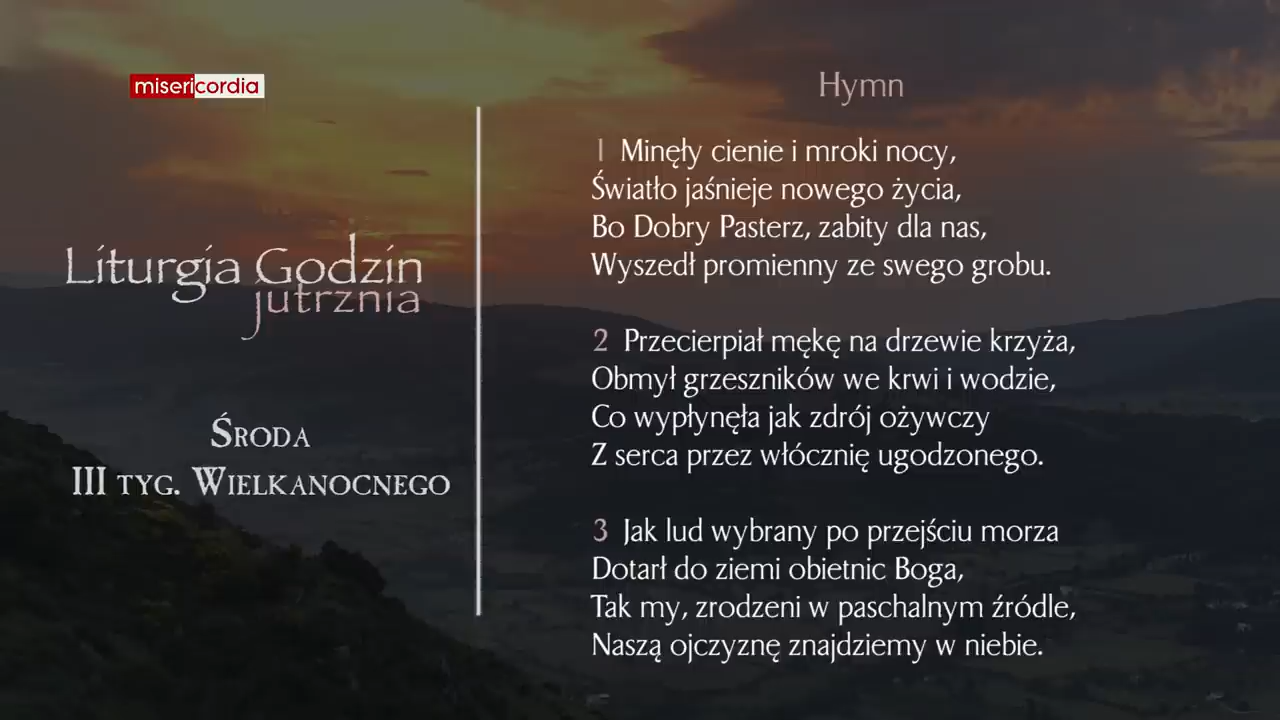 misericordia
Liturgia Godzin
jutrznia
Środa
III tyg. Wielkanocnego
Hymn
1 Minęły cienie i mroki nocy,
Światło jaśnieje nowego życia,
Bo Dobry Pasterz, zabity dla nas,
Wyszedł promienny ze swego grobu.
2 Przecierpiał mękę na drzewie krzyża,
Obmył grzeszników we krwi i wodzie,
Co wypłynęła jak zdrój ożywczy
Z serca przez włócznię ugodzonego.
3 Jak lud wybrany po przejściu morza
Dotarł do ziemi obietnic Boga,
Tak my, zrodzeni w paschalnym źródle,
Naszą ojczyznę znajdziemy w niebie.